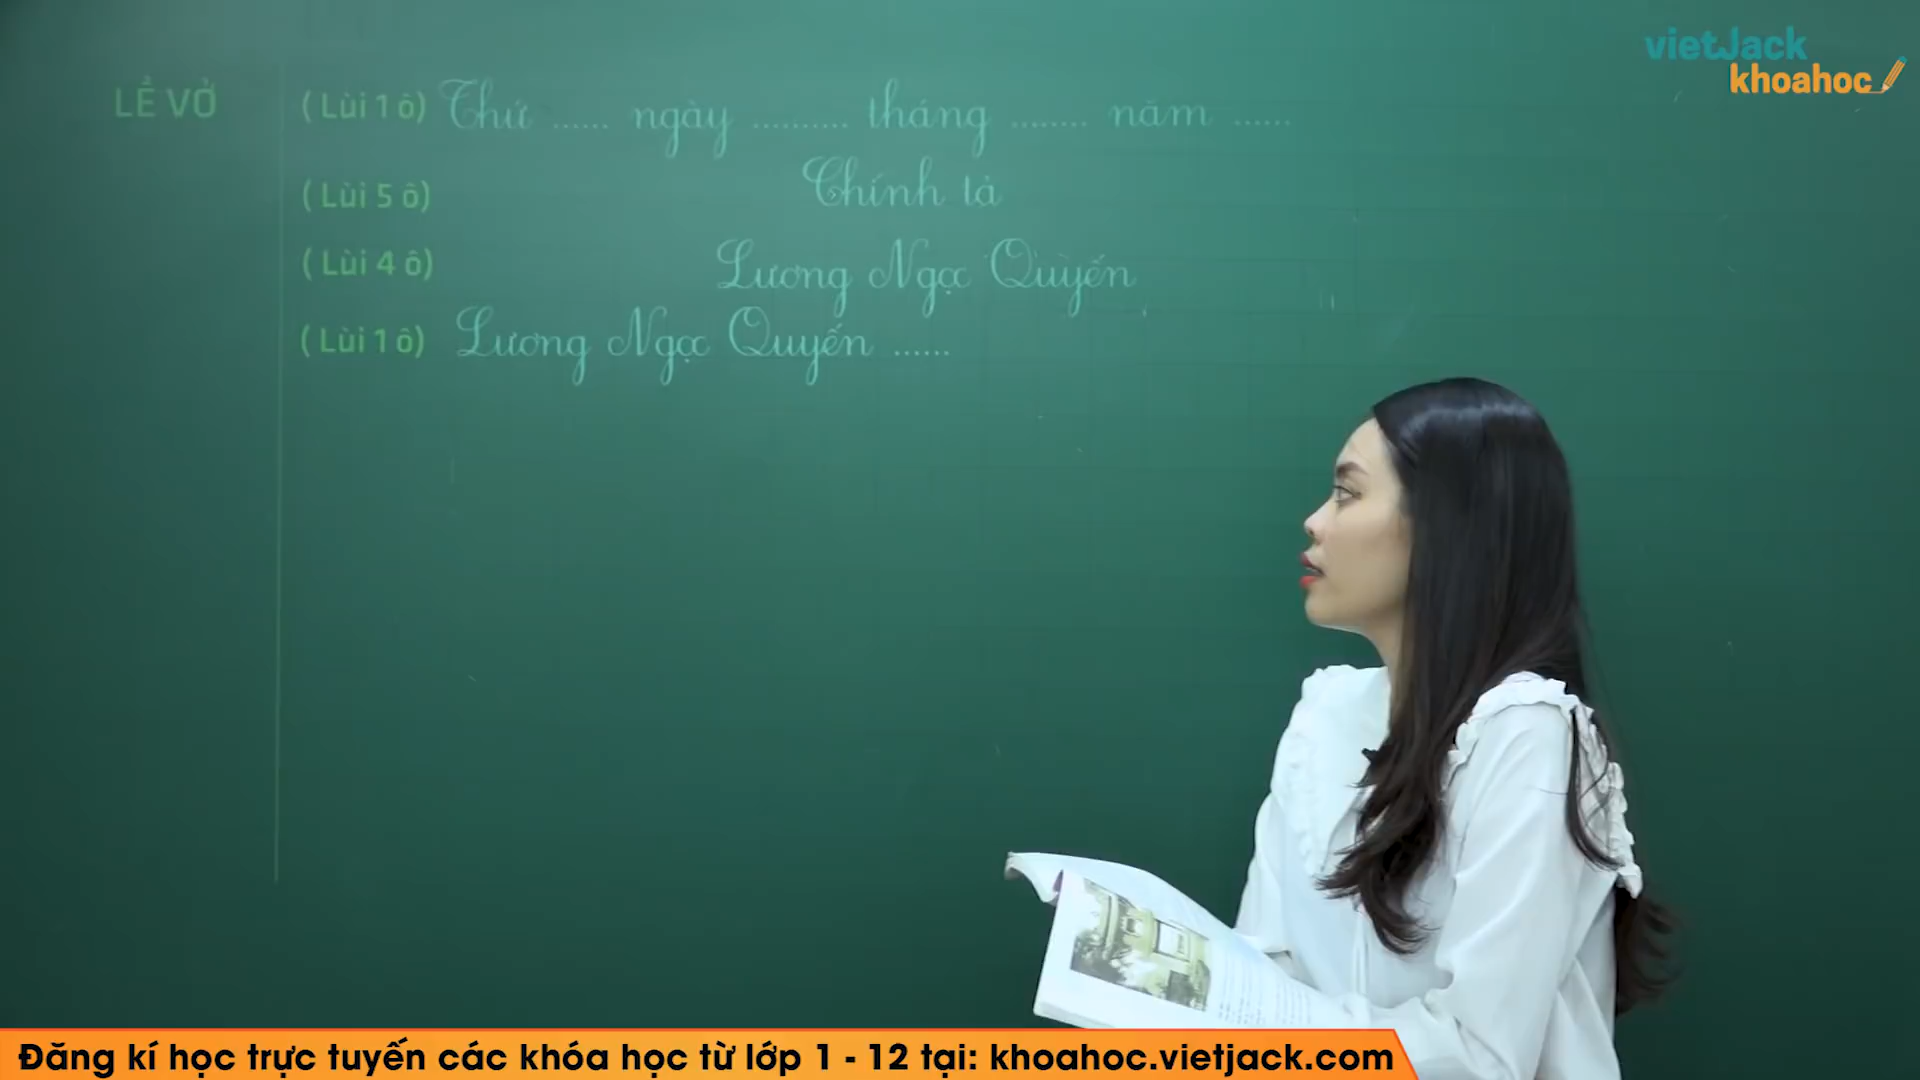 vietJack
khoahoc
LỀ VỞ
( Lùi 1 ô) Thứ ...... ngày .......... tháng ........ năm ......
( Lùi 5 ô) Chính tả
( Lùi 4 ô) Lương Ngọc Quyến
( Lùi 1 ô) Lương Ngọc Quyến ......
Đăng kí học trực tuyến các khóa học từ lớp 1 - 12 tại: khoahoc.vietjack.com